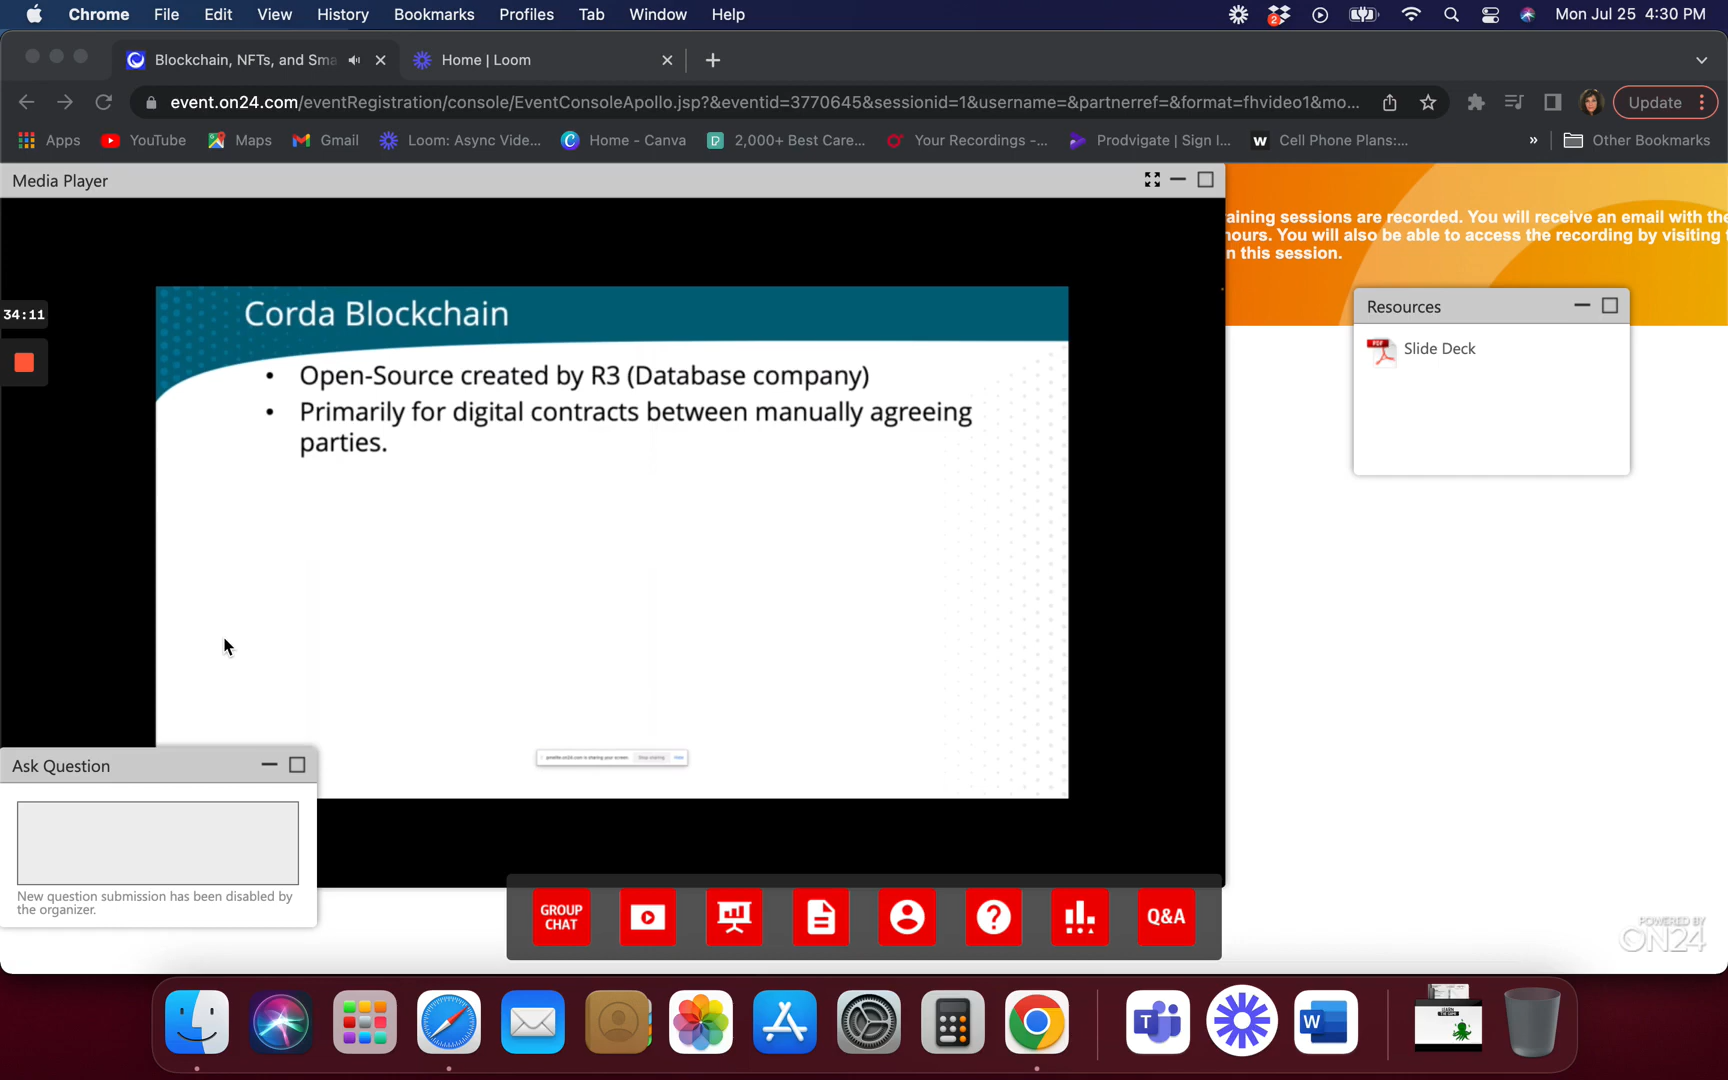 Chrome File Edit View History Bookmarks Profiles Tab Window Help 2 Mon Jul 25 4:30 PM
Blockchain, NFTs, and Sma Home | Loom
event.on24.com/eventRegistration/console/EventConsoleApollo.jsp?&eventid=3770645&sessionid=1&username=&partnerref=&format=fhvideo1&mo... Update
Apps YouTube Maps Gmail Loom: Async Vide... Home - Canva 2,000+ Best Care... Your Recordings -... Prodvigate | Sign I... W Cell Phone Plans:... » Other Bookmarks
Media Player
aining sessions are recorded. You will receive an email with the
hours. You will also be able to access the recording by visiting
n this session.
34:11
Resources
PDF Slide Deck
Corda Blockchain
• Open-Source created by R3 (Database company)
• Primarily for digital contracts between manually agreeing
parties.
Stop sharing
Ask Question
New question submission has been disabled by
the organizer.
GROUP
CHAT
Q&A
POWERED BY
ON24
T
W